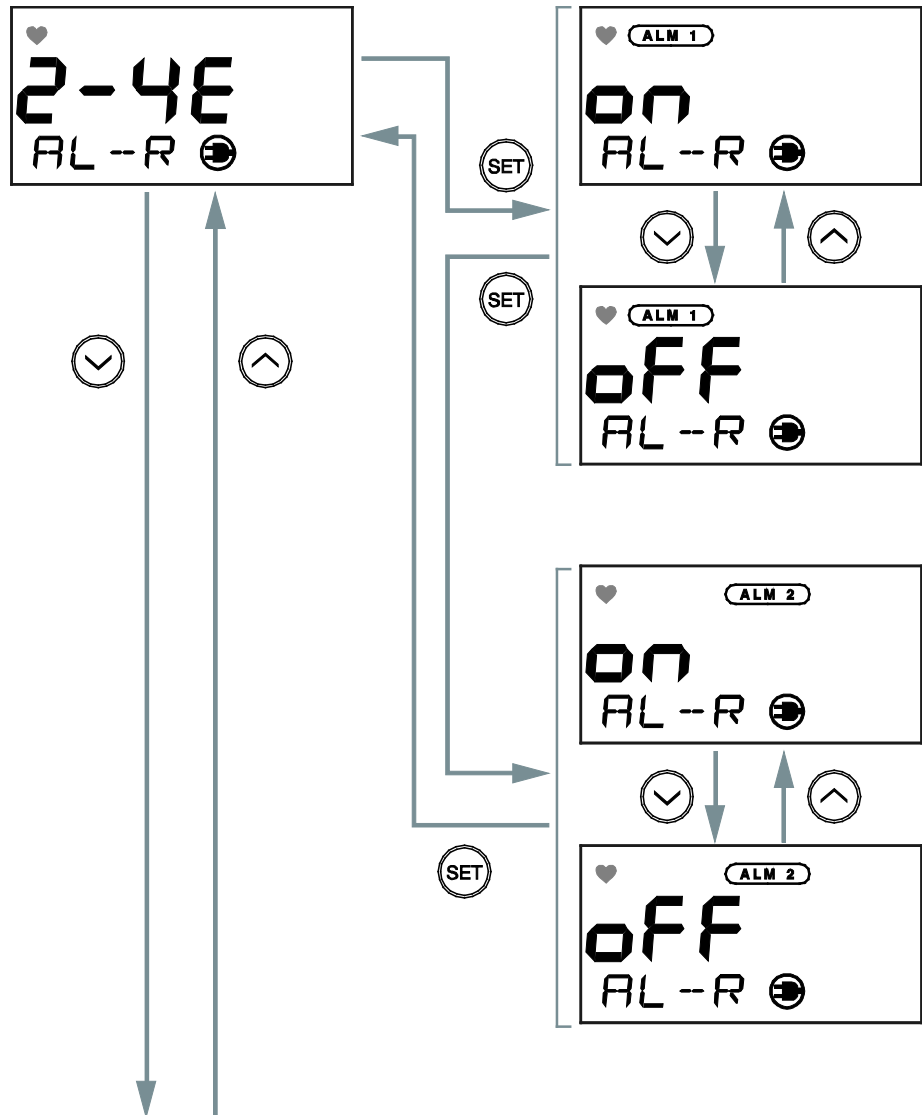 2-4E
AL--R
SET
ALM 1
on
AL--R
SET
ALM 1
oFF
AL--R
ALM 2
on
AL--R
SET
ALM 2
oFF
AL--R